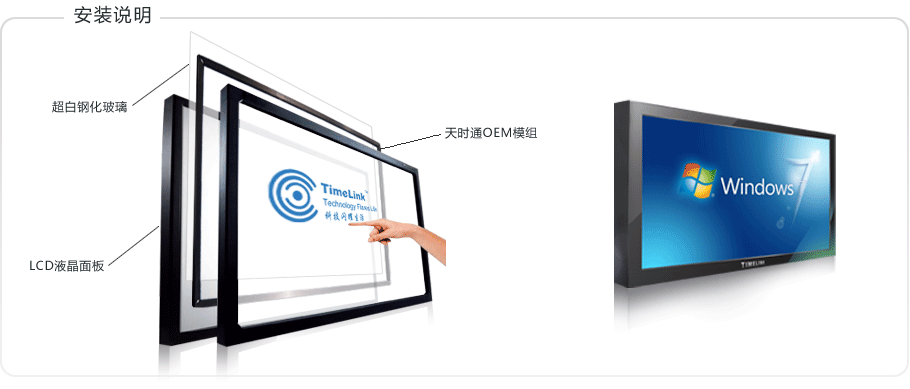 安装说明
超白钢化玻璃
天时通OEM模组
TimeLink™
Technology Flashes Life
科技闪耀生活
LCD液晶面板
Windows 7
TIMELINK